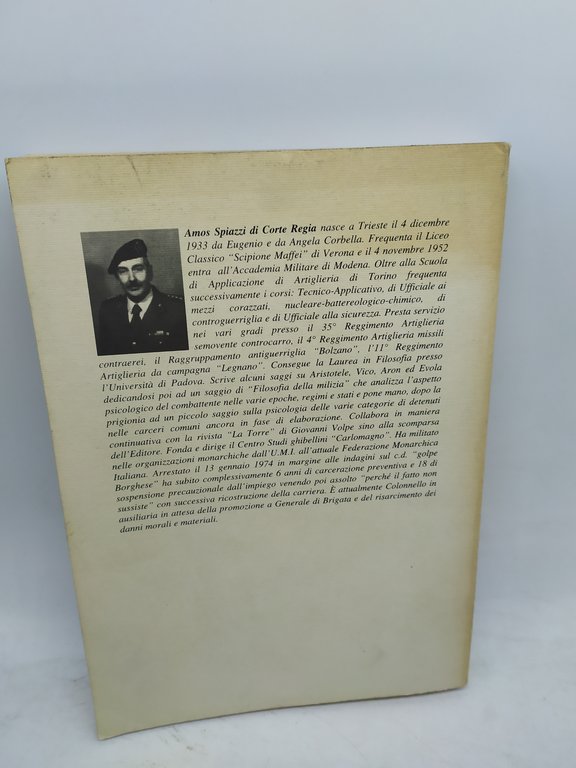 Amos Spiazzi di Corte Regia nasce a Trieste il 4 dicembre
1933 da Eugenio e da Angela Corbella. Frequenta il Liceo
Classico "Scipione Maffei" di Verona e il 4 novembre 1952
entra all'Accademia Militare di Modena. Oltre alla Scuola
di Applicazione di Artiglieria di Torino frequenta
successivamente i corsi: Tecnico-Applicativo, di Ufficiale ai
mezzi corazzati, nucleare-battereologico-chimico, di
controguerriglia e di Ufficiale alla sicurezza. Presta servizio
nei vari gradi presso il 35° Reggimento Artiglieria
semovente controcarro, il 4° Reggimento Artiglieria missili
contraerei, il Raggruppamento antiguerriglia "Bolzano", l'11° Reggimento
Artiglieria da campagna "Legnano". Consegue la Laurea in Filosofia presso
l'Università di Padova. Scrive alcuni saggi su Aristotele, Vico, Aron ed Evola
dedicandosi poi ad un saggio di "Filosofia della milizia" che analizza l'aspetto
psicologico del combattente nelle varie epoche, regimi e stati e pone mano, dopo la
prigionia ad un piccolo saggio sulla psicologia delle varie categorie di detenuti
nelle carceri comuni ancora in fase di elaborazione. Collabora in maniera
continuativa con la rivista "La Torre" di Giovanni Volpe sino alla scomparsa
dell'Editore. Fonda e dirige il Centro Studi ghibellini "Carlomagno". Ha militato
nelle organizzazioni monarchiche dall'U.M.I. all'attuale Federazione Monarchica
Italiana. Arrestato il 13 gennaio 1974 in margine alle indagini sul c.d. "golpe
Borghese" ha subito complessivamente 6 anni di carcerazione preventiva e 18 di
sospensione precauzionale dall'impiego venendo poi assolto "perché il fatto non
sussiste" con successiva ricostruzione della carriera. È attualmente Colonnello in
ausiliaria in attesa della promozione a Generale di Brigata e del risarcimento dei
danni morali e materiali.